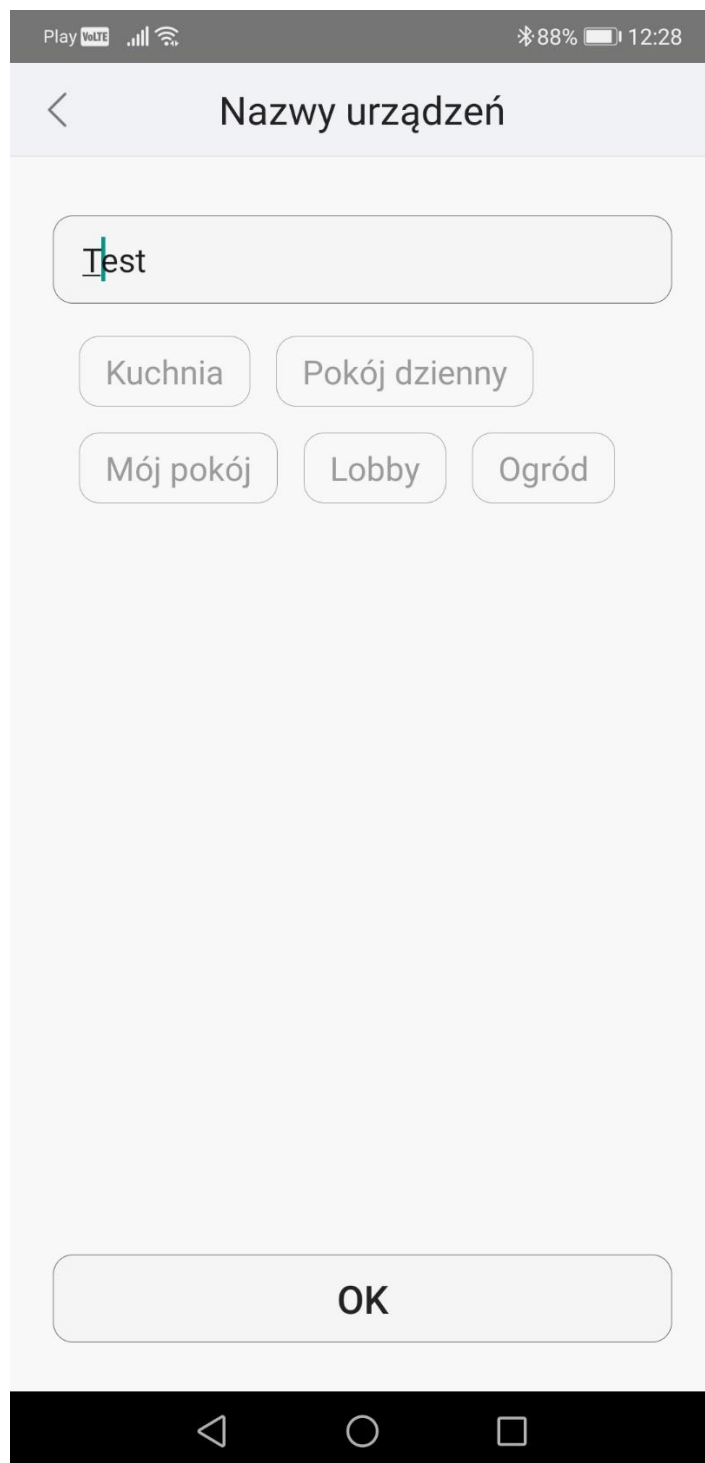 Play VoLTE 88% 12:28
Nazwy urządzeń
Test
Kuchnia Pokój dzienny
Mój pokój Lobby Ogród
OK